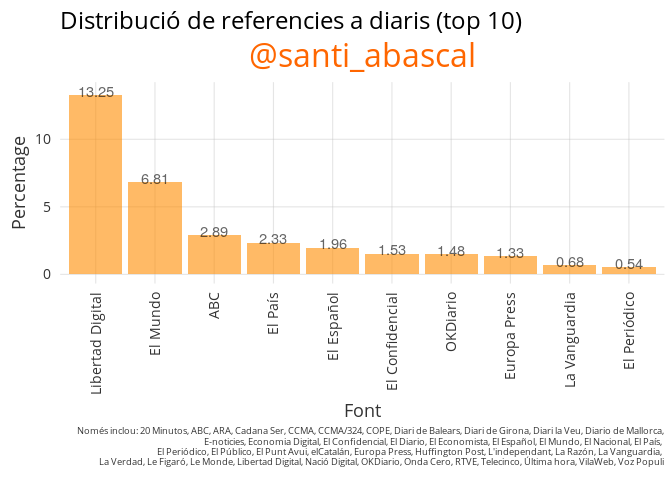 Distribució de referencies a diaris (top 10)
@santi_abascal
Percentage
10
5
0
13.25
6.81
2.89
2.33
1.96
1.53
1.48
1.33
0.68
0.54
Libertad Digital
El Mundo
ABC
El País
El Español
El Confidencial
OKDiario
Europa Press
La Vanguardia
El Periódico
Font
Només inclou: 20 Minutos, ABC, ARA, Cadana Ser, CCMA, CCMA/324, COPE, Diari de Balears, Diari de Girona, Diari la Veu, Diario de Mallorca,
E-noticies, Economia Digital, El Confidencial, El Diario, El Economista, El Español, El Mundo, El Nacional, El País,
El Periódico, El Público, El Punt Avui, elCatalán, Europa Press, Huffington Post, L'independant, La Razón, La Vanguardia,
La Verdad, Le Figaró, Le Monde, Libertad Digital, Nació Digital, OKDiario, Onda Cero, RTVE, Telecinco, Última hora, VilaWeb, Voz Populi